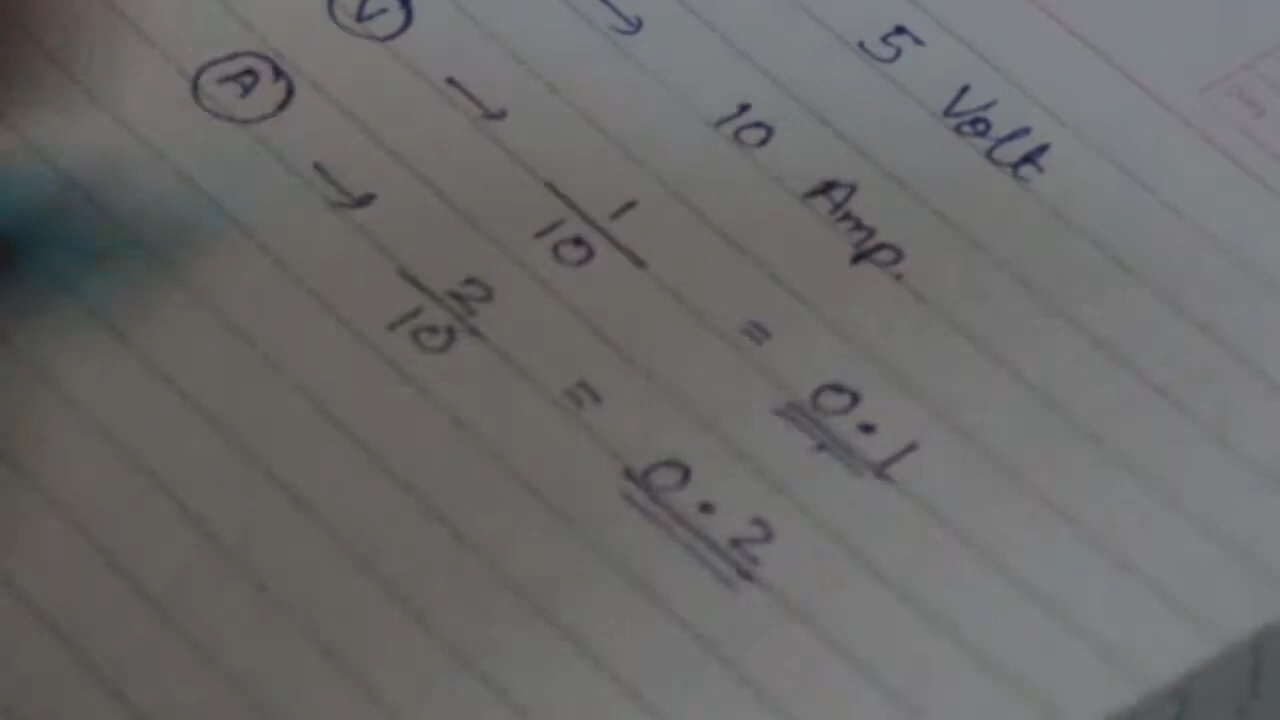 → 5 Volt
→ 10 Amp.
Ⓥ → 1/10 = 0.1
Ⓐ → 2/10 = 0.2